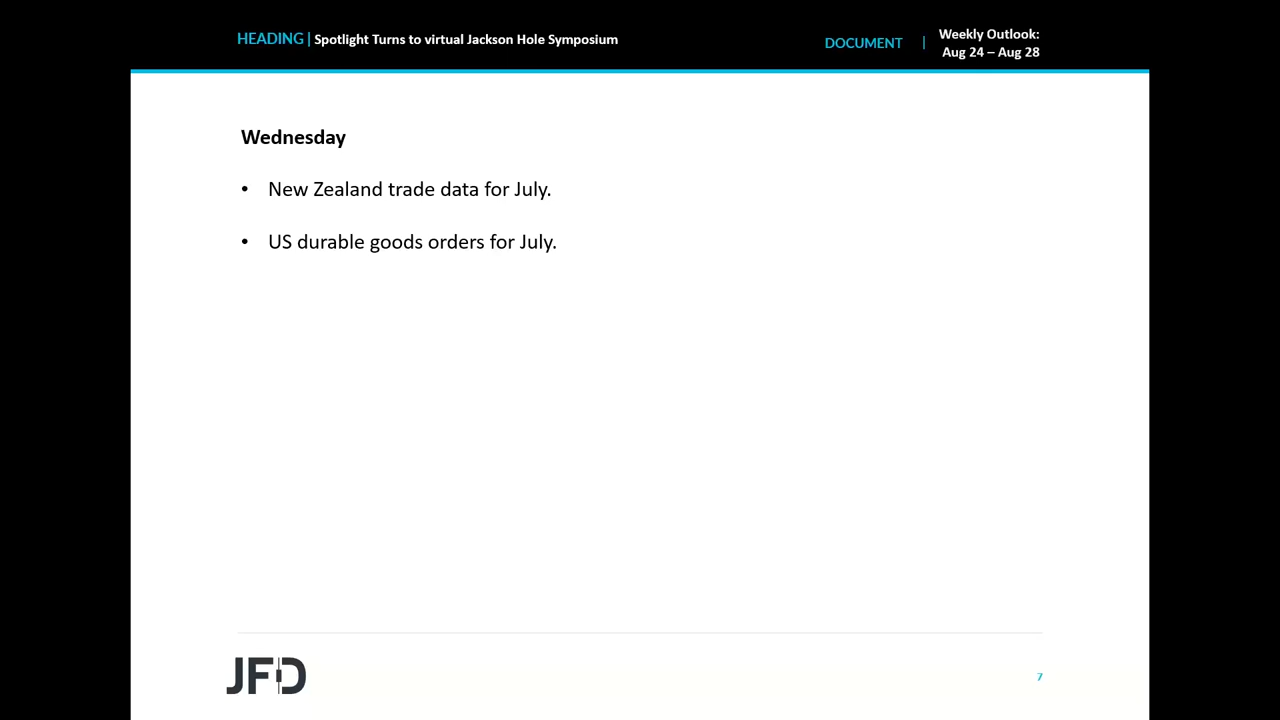 HEADING | Spotlight Turns to virtual Jackson Hole Symposium
DOCUMENT | Weekly Outlook:
Aug 24 – Aug 28
Wednesday
• New Zealand trade data for July.
• US durable goods orders for July.
JFD
7